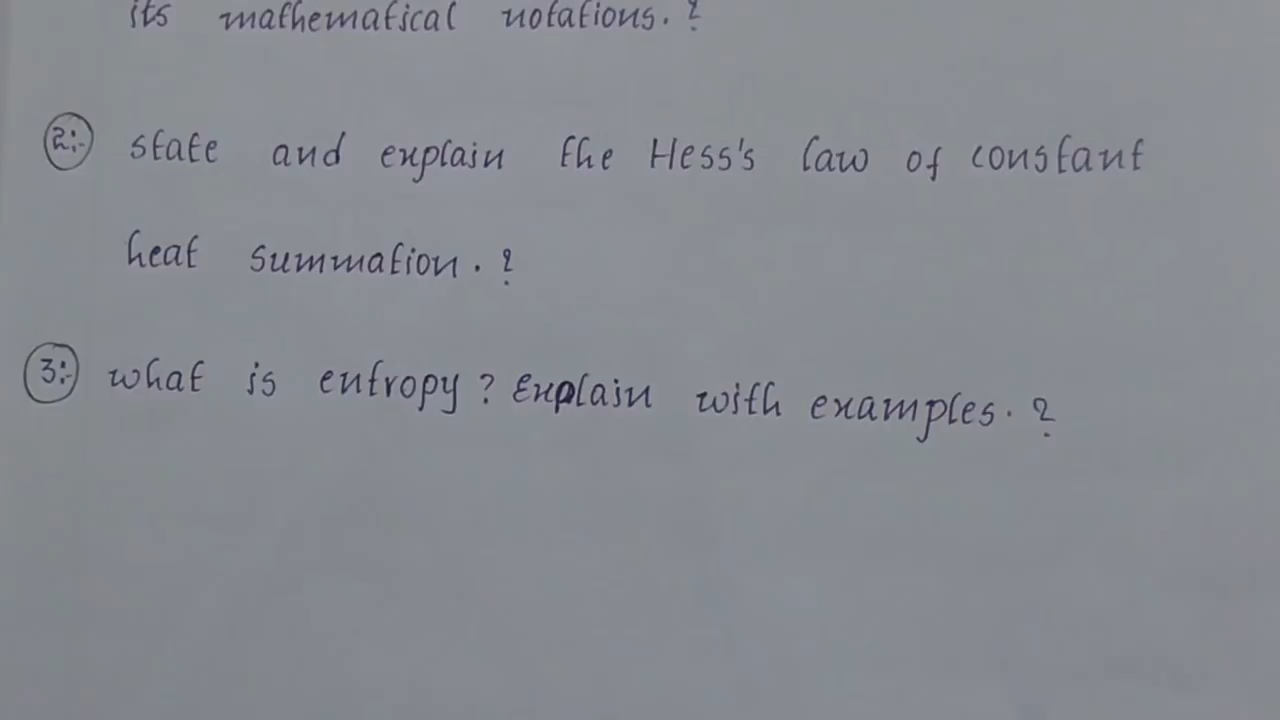 its mathematical notations.?
2:- state and explain the Hess's law of constant
heat summation.?
3:- what is entropy? Explain with examples.?